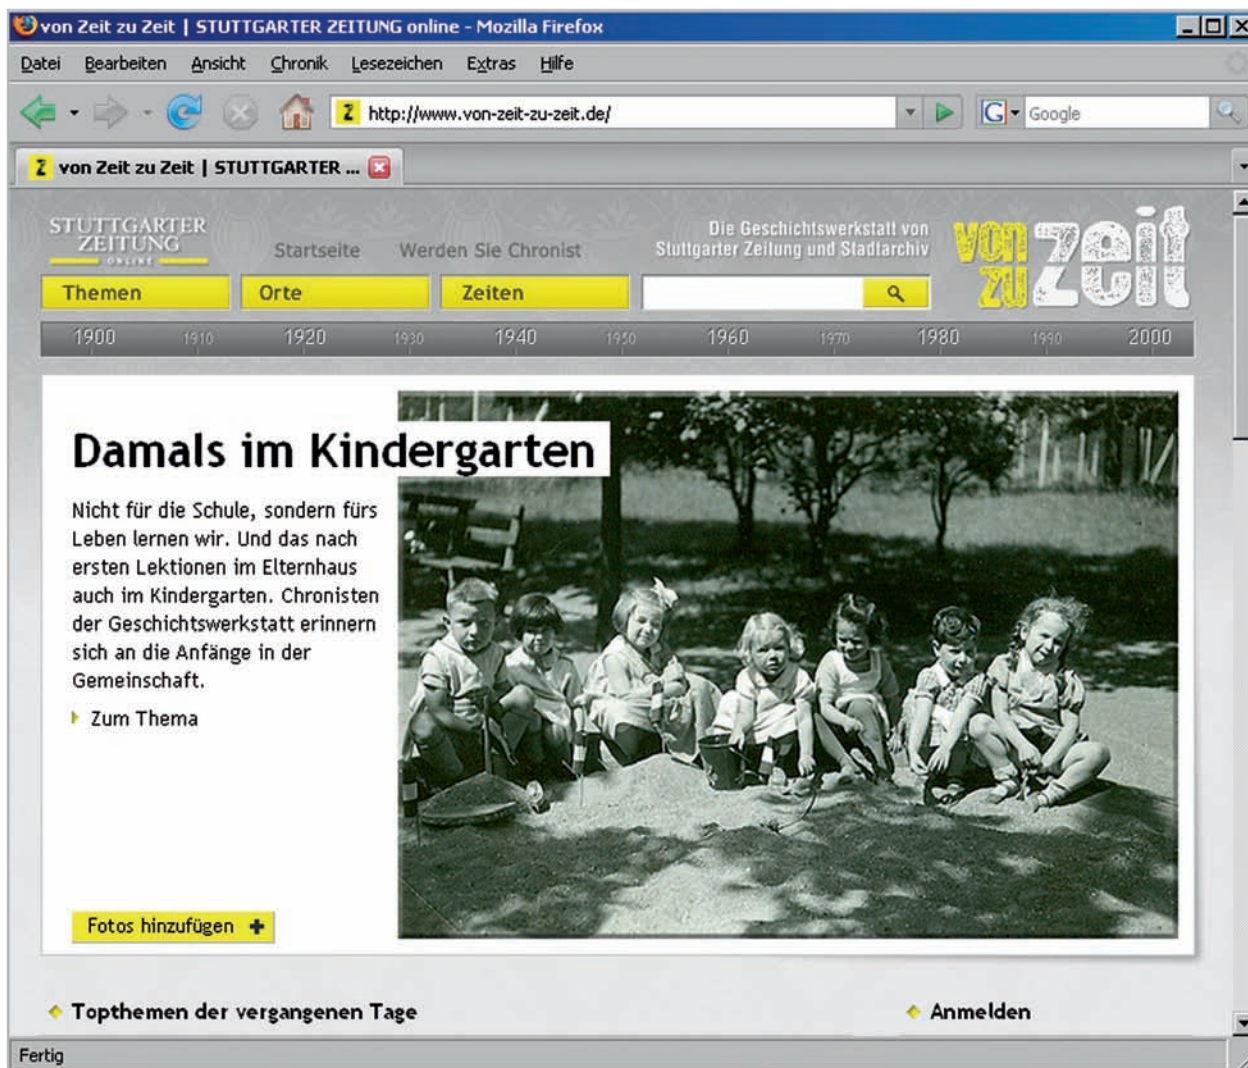 von Zeit zu Zeit | STUTTGARTER ZEITUNG online - Mozilla Firefox
Datei Bearbeiten Ansicht Chronik Lesezeichen Extras Hilfe
Z http://www.von-zeit-zu-zeit.de/ G Google
Z von Zeit zu Zeit | STUTTGARTER ...
STUTTGARTER
ZEITUNG
ONLINE
Startseite Werden Sie Chronist
Die Geschichtswerkstatt von
Stuttgarter Zeitung und Stadtarchiv
von zeit
zu zeit
Themen Orte Zeiten
1900 1910 1920 1930 1940 1950 1960 1970 1980 1990 2000
Damals im Kindergarten
Nicht für die Schule, sondern fürs
Leben lernen wir. Und das nach
ersten Lektionen im Elternhaus
auch im Kindergarten. Chronisten
der Geschichtswerkstatt erinnern
sich an die Anfänge in der
Gemeinschaft.
Zum Thema
Fotos hinzufügen +
Topthemen der vergangenen Tage
Anmelden
Fertig